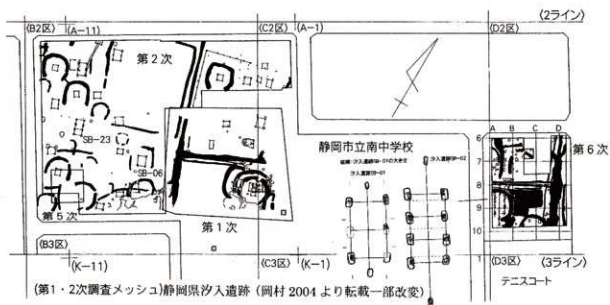 (2ライン)
(B2区)
(A-11)
(C2区)
(A-1)
(D2区)
第2次
A B C D
6
7
8
9
1
第6次
静岡市立南中学校
汐入遺跡SB-01
汐入遺跡SB-02
SB-23
SB-06
第5次
第1次
(B3区)
(K-11)
(C3区)
(K-1)
(D3区)
(3ライン)
テニスコート
(第1・2次調査メッシュ)静岡県汐入遺跡(岡村2004より転載一部改変)